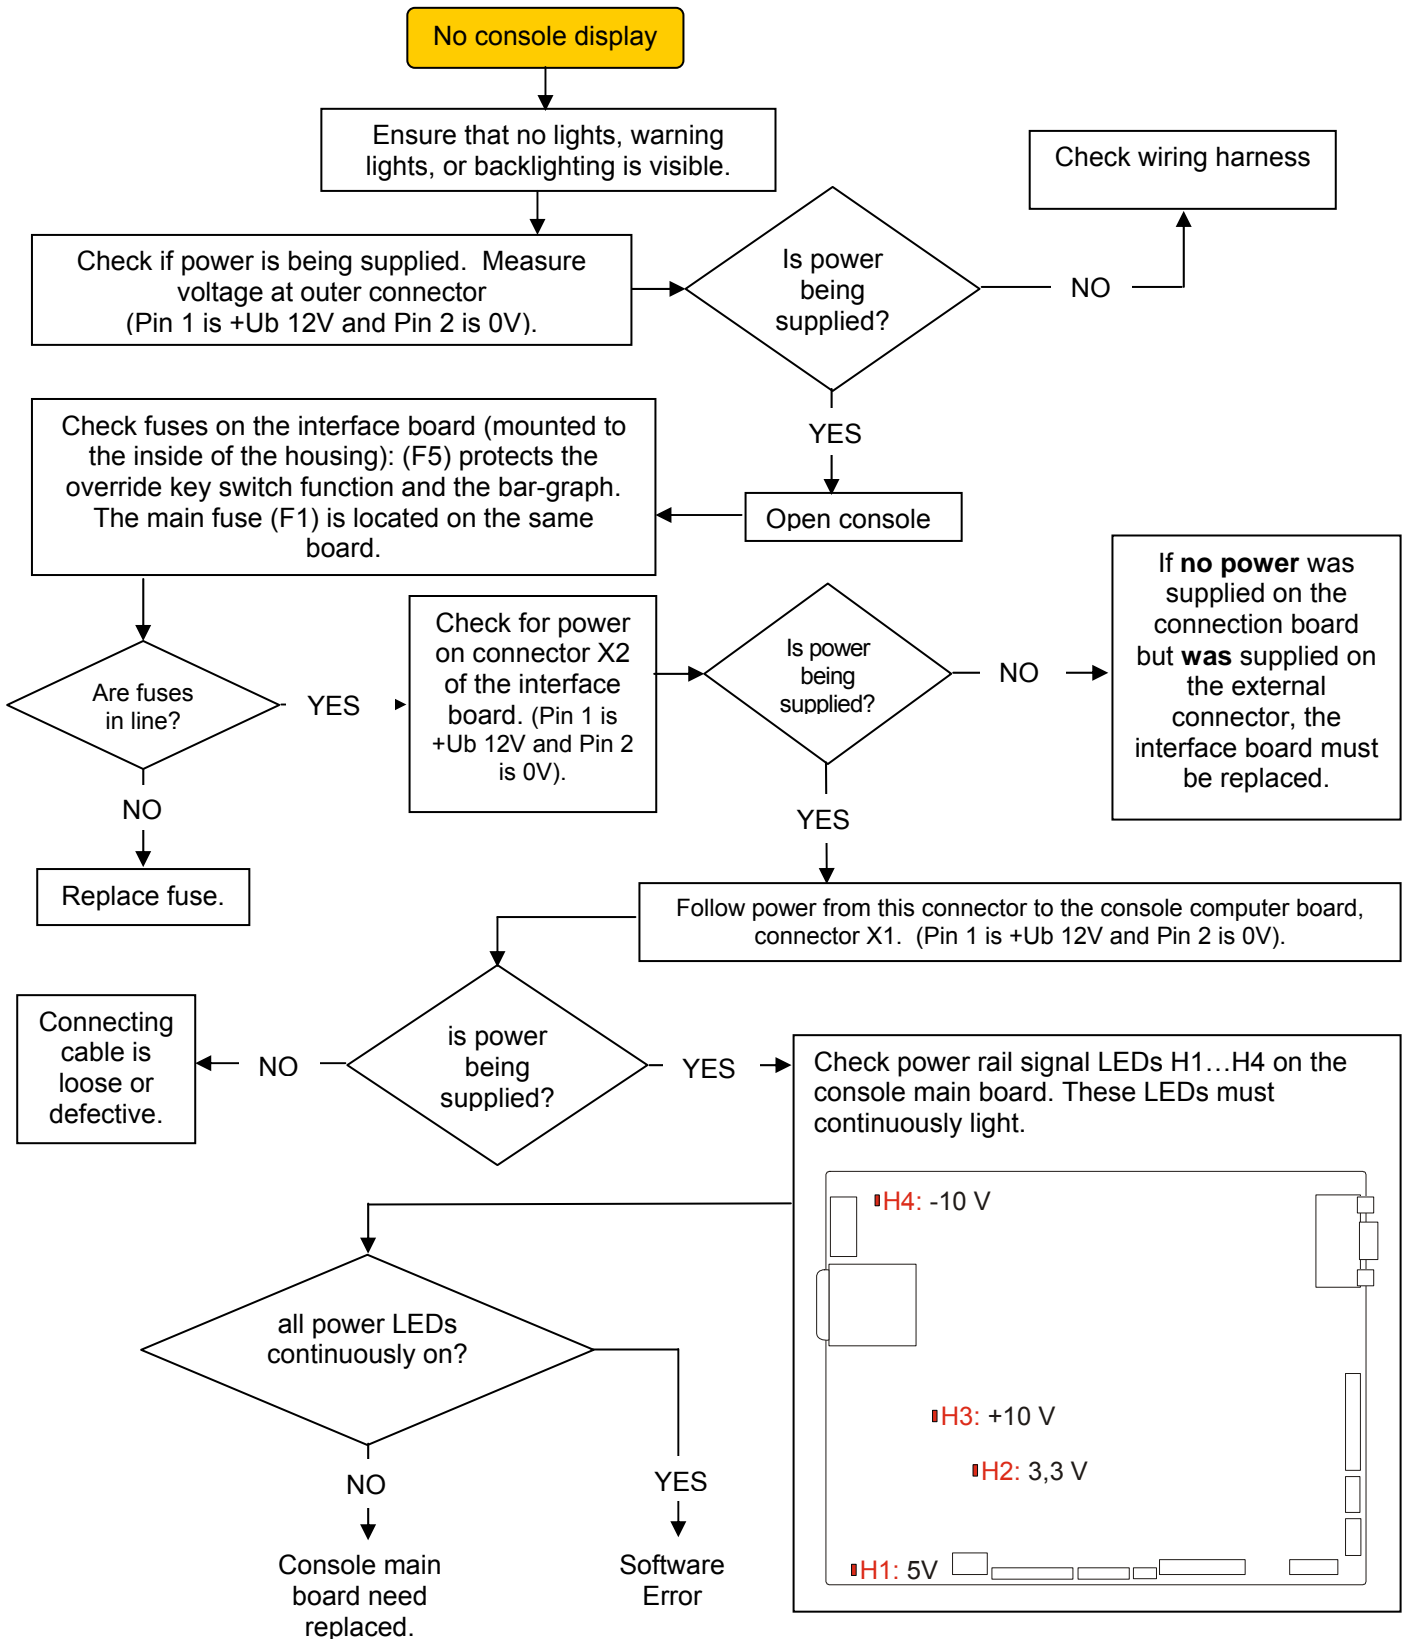 No console display
Ensure that no lights, warning
lights, or backlighting is visible.
Check wiring harness
Check if power is being supplied.  Measure
voltage at outer connector
(Pin 1 is +Ub 12V and Pin 2 is 0V).
Is power
being
supplied?
NO
YES
Check fuses on the interface board (mounted to
the inside of the housing): (F5) protects the
override key switch function and the bar-graph.
The main fuse (F1) is located on the same
board.
Open console
Are fuses
in line?
YES
NO
Replace fuse.
Check for power
on connector X2
of the interface
board. (Pin 1 is
+Ub 12V and Pin 2
is 0V).
Is power
being
supplied?
NO
If no power was
supplied on the
connection board
but was supplied on
the external
connector, the
interface board must
be replaced.
YES
Follow power from this connector to the console computer board,
connector X1.  (Pin 1 is +Ub 12V and Pin 2 is 0V).
Connecting
cable is
loose or
defective.
NO
is power
being
supplied?
YES
Check power rail signal LEDs H1…H4 on the
console main board. These LEDs must
continuously light.
H4: -10 V
H3: +10 V
H2: 3,3 V
H1: 5V
all power LEDs
continuously on?
NO
YES
Console main
board need
replaced.
Software
Error